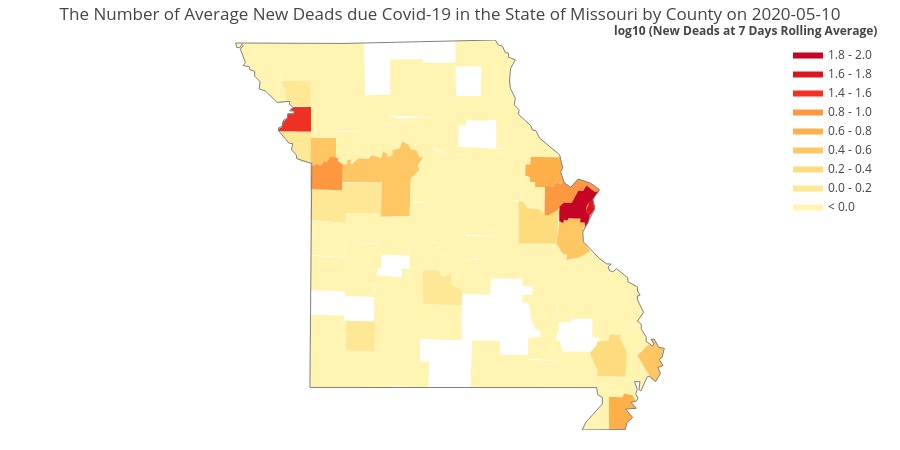 The Number of Average New Deads due Covid-19 in the State of Missouri by County on 2020-05-10
log10 (New Deads at 7 Days Rolling Average)
1.8 - 2.0
1.6 - 1.8
1.4 - 1.6
0.8 - 1.0
0.6 - 0.8
0.4 - 0.6
0.2 - 0.4
0.0 - 0.2
< 0.0